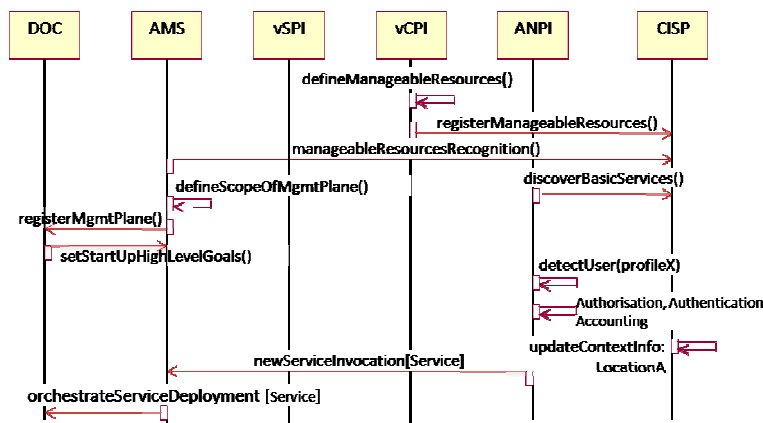 DOC AMS vSPI vCPI ANPI CISP
defineManageableResources()
registerManageableResources()
manageableResourcesRecognition()
defineScopeOfMgmtPlane()
discoverBasicServices()
registerMgmtPlane()
setStartUpHighLevelGoals()
detectUser(profileX)
Authorisation, Authentication
Accounting
updateContextInfo:
LocationA
newServiceInvocation[Service]
orchestrateServiceDeployment [Service]